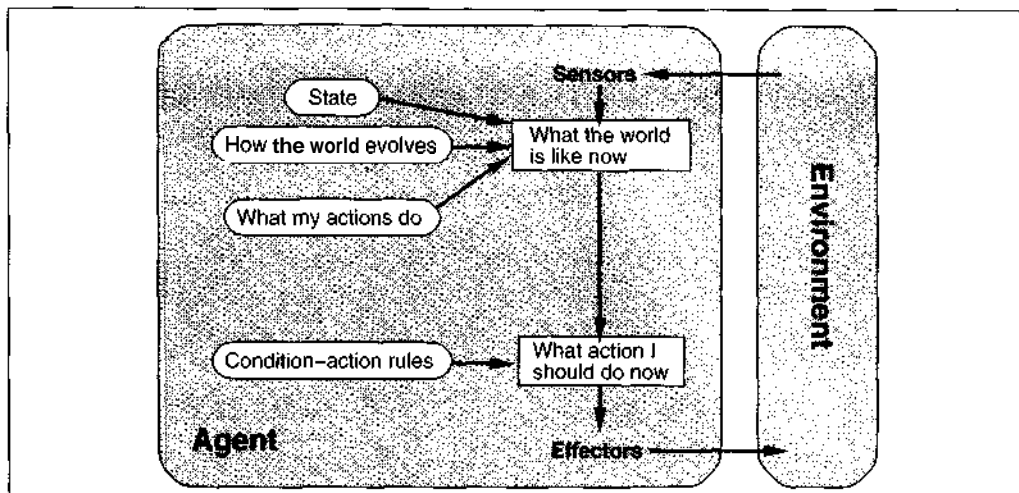 Sensors
State
What the world
is like now
How the world evolves
What my actions do
Environment
Condition–action rules
What action I
should do now
Agent
Effectors